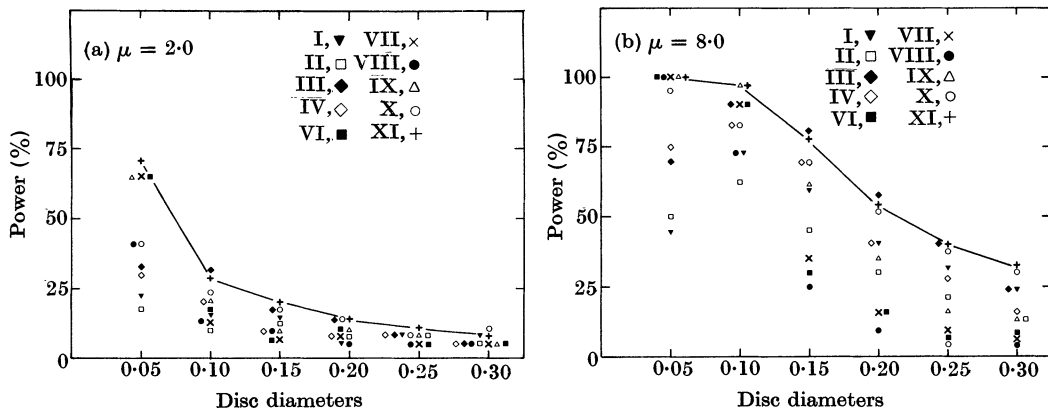 (a) μ = 2·0
I, ▼ VII, ×
II, □ VIII, ●
III, ◆ IX, △
IV, ◇ X, ○
VI, ■ XI, +
100
75
50
25
0
Power (%)
0·05 0·10 0·15 0·20 0·25 0·30
Disc diameters
(b) μ = 8·0
I, ▼ VII, ×
II, □ VIII, ●
III, ◆ IX, △
IV, ◇ X, ○
VI, ■ XI, +
100
75
50
25
0
Power (%)
0·05 0·10 0·15 0·20 0·25 0·30
Disc diameters